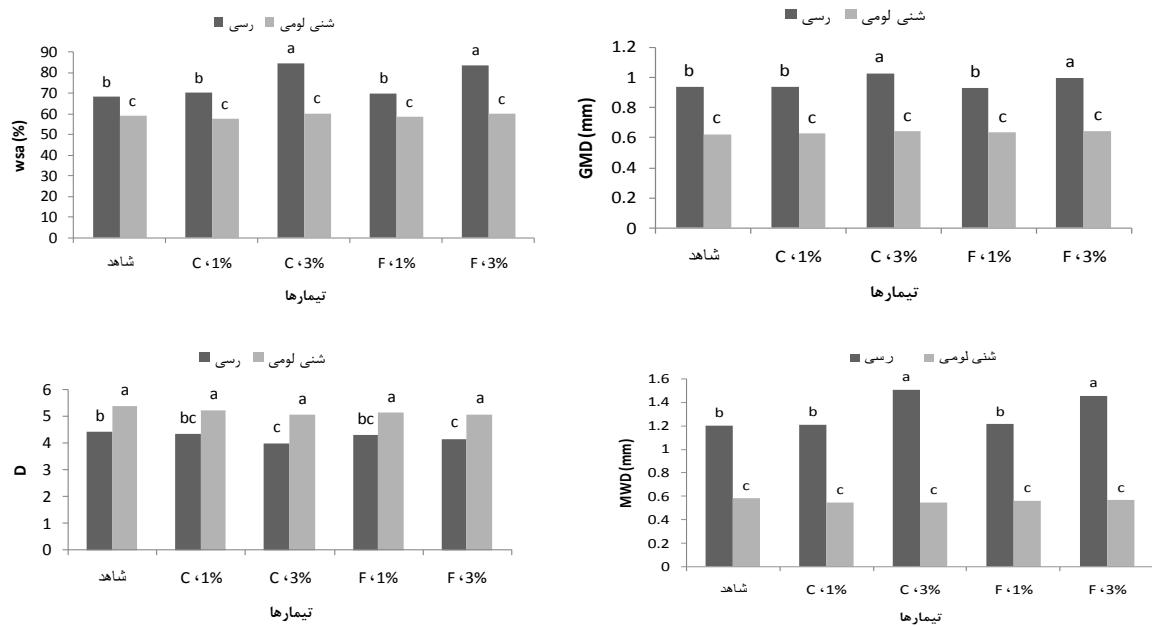 رسی شنی لومی
wsa (%)
90
80
70
60
50
40
30
20
10
0
b c b c a c b c a c
شاهد C ،1% C ،3% F ،1% F ،3%
تیمارها
رسی شنی لومی
GMD (mm)
1.2
1
0.8
0.6
0.4
0.2
0
b c b c a c b c a c
شاهد C ،1% C ،3% F ،1% F ،3%
تیمارها
رسی شنی لومی
D
6
5
4
3
2
1
0
b a bc a c a bc a c a
شاهد C ،1% C ،3% F ،1% F ،3%
تیمارها
رسی شنی لومی
MWD (mm)
1.6
1.4
1.2
1
0.8
0.6
0.4
0.2
0
b c b c a c b c a c
شاهد C ،1% C ،3% F ،1% F ،3%
تیمارها